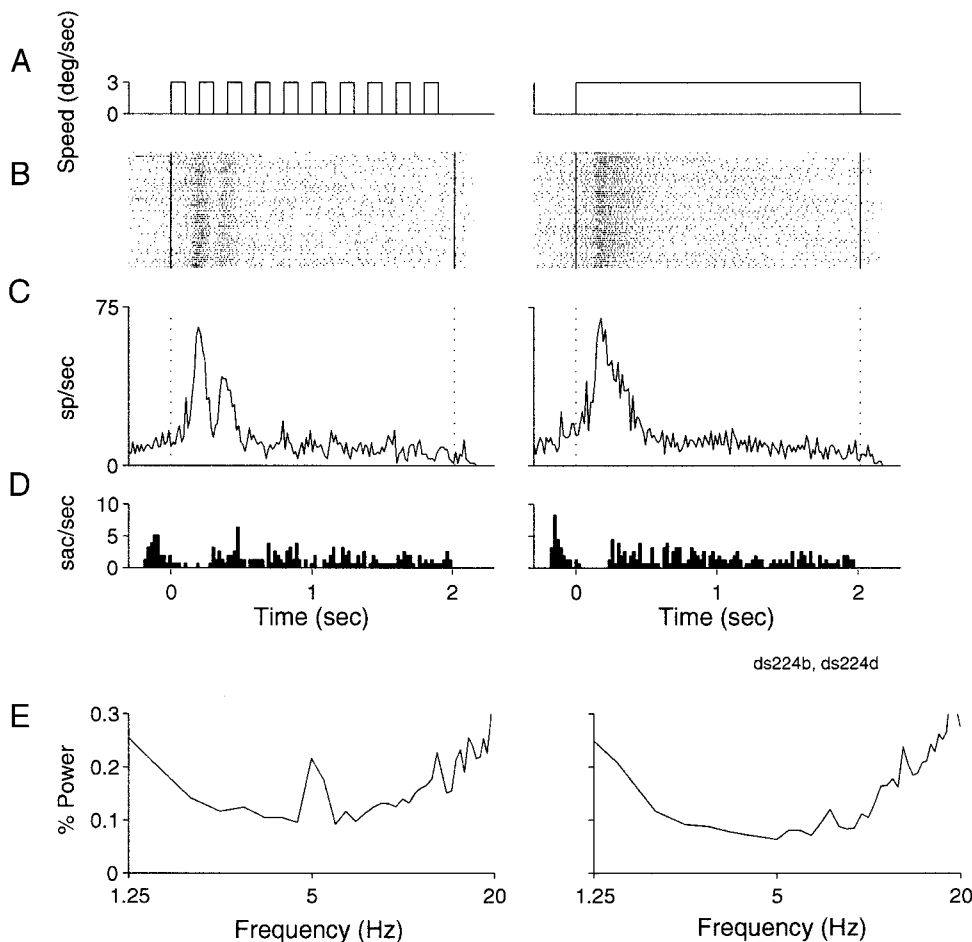 A
Speed (deg/sec)
3
0
B
C
75
sp/sec
0
D
10
5
0
sac/sec
0 1 2
Time (sec)
0 1 2
Time (sec)
ds224b, ds224d
E
0.3
0.2
0.1
0
% Power
1.25 5 20
Frequency (Hz)
1.25 5 20
Frequency (Hz)